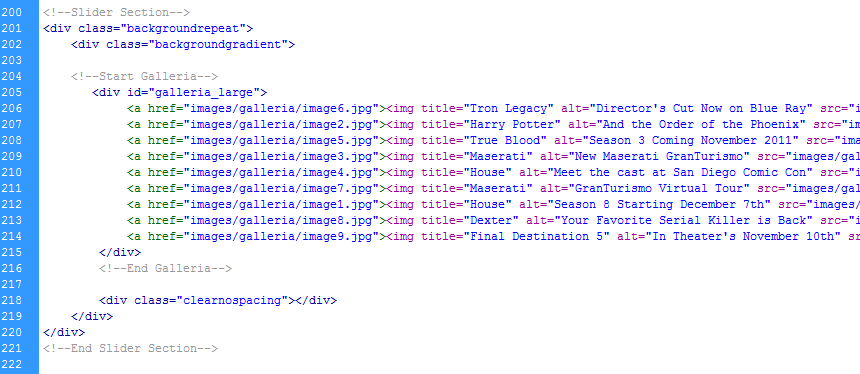 200 <!--Slider Section-->
201 <div class="backgroundrepeat">
202 <div class="backgroundgradient">
203
204 <!--Start Galleria-->
205 <div id="galleria_large">
206 <a href="images/galleria/image6.jpg"><img title="Tron Legacy" alt="Director's Cut Now on Blue Ray" src="i
207 <a href="images/galleria/image2.jpg"><img title="Harry Potter" alt="And the Order of the Phoenix" src="im
208 <a href="images/galleria/image5.jpg"><img title="True Blood" alt="Season 3 Coming November 2011" src="ima
209 <a href="images/galleria/image3.jpg"><img title="Maserati" alt="New Maserati GranTurismo" src="images/gal
210 <a href="images/galleria/image4.jpg"><img title="House" alt="Meet the cast at San Diego Comic Con" src="i
211 <a href="images/galleria/image7.jpg"><img title="Maserati" alt="GranTurismo Virtual Tour" src="images/gal
212 <a href="images/galleria/image1.jpg"><img title="House" alt="Season 8 Starting December 7th" src="images/
213 <a href="images/galleria/image8.jpg"><img title="Dexter" alt="Your Favorite Serial Killer is Back" src="i
214 <a href="images/galleria/image9.jpg"><img title="Final Destination 5" alt="In Theater's November 10th" sr
215 </div>
216 <!--End Galleria-->
217
218 <div class="clearnospacing"></div>
219 </div>
220 </div>
221 <!--End Slider Section-->
222